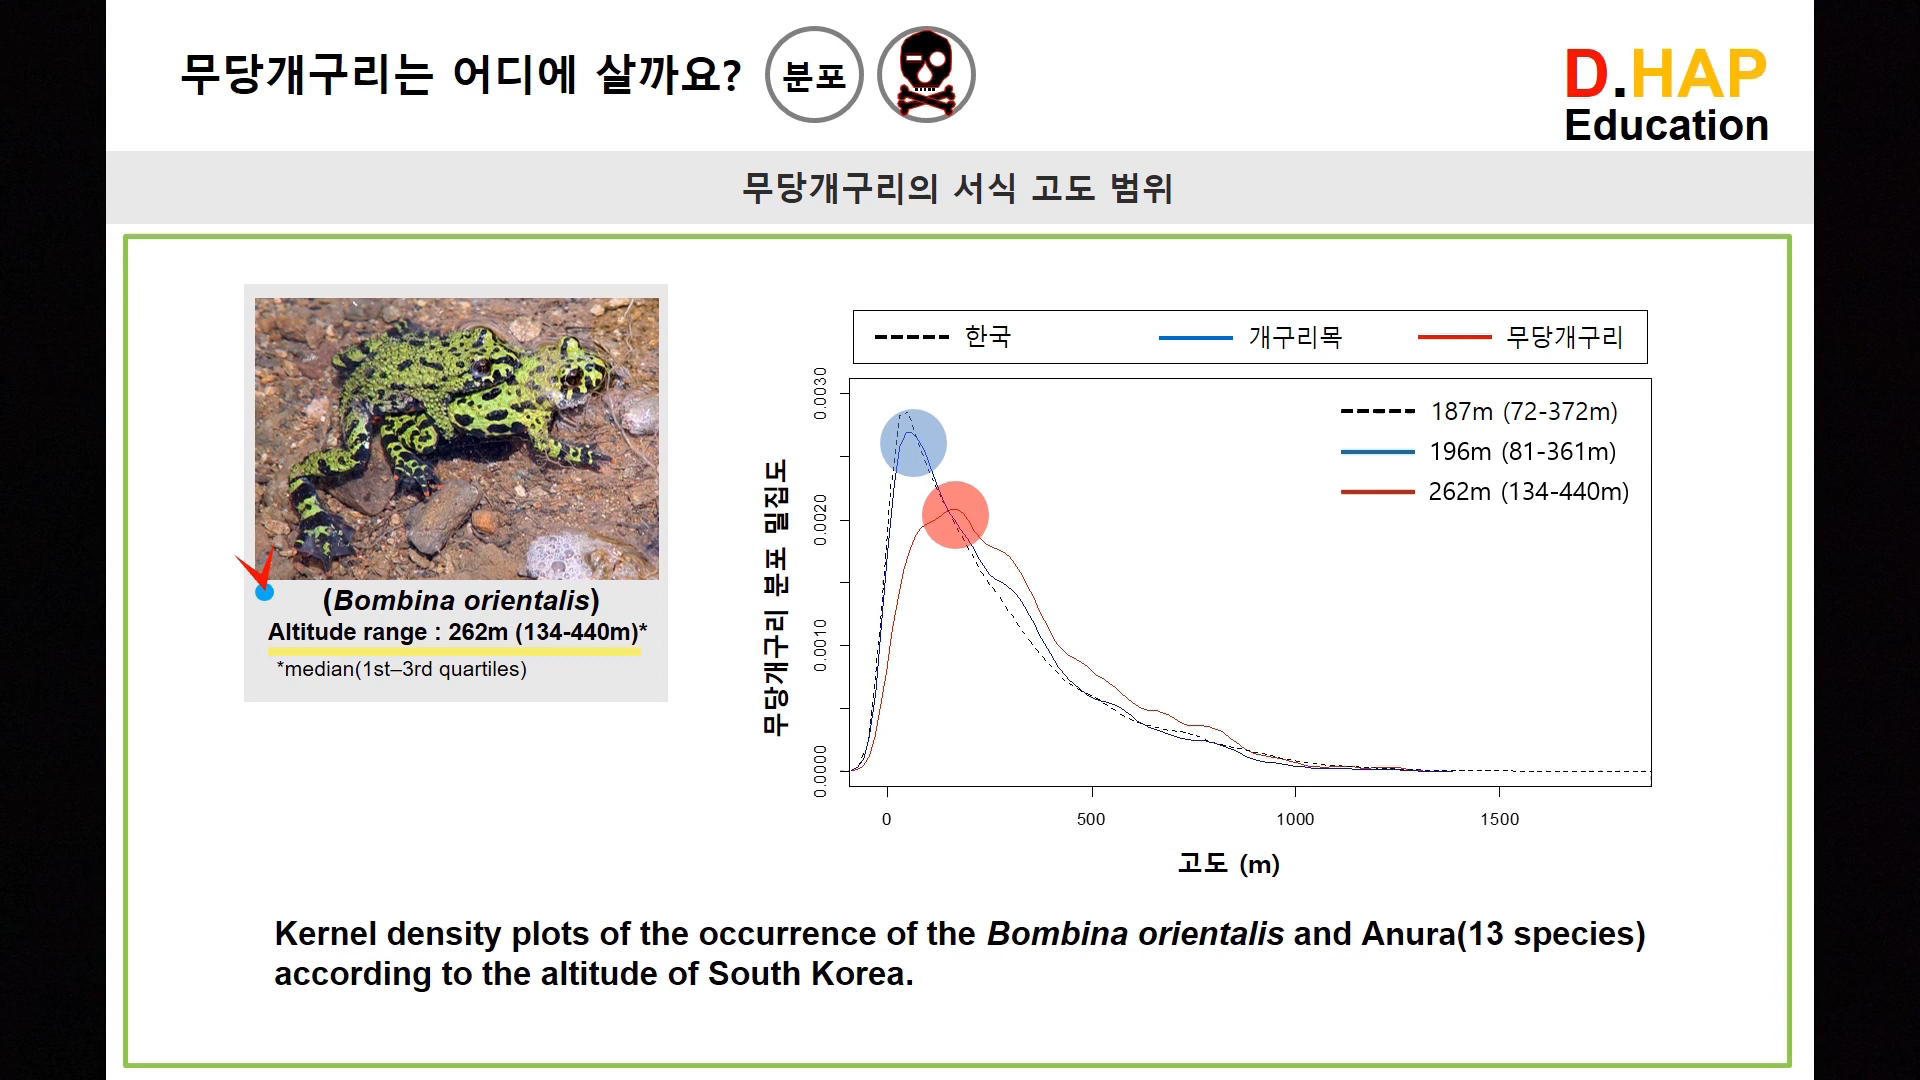 무당개구리는 어디에 살까요?
분포
D.HAP
Education
무당개구리의 서식 고도 범위
(Bombina orientalis)
Altitude range : 262m (134-440m)*
*median(1st–3rd quartiles)
한국
개구리목
무당개구리
187m (72-372m)
196m (81-361m)
262m (134-440m)
무당개구리 분포 밀집도
0.0030
0.0020
0.0010
0.0000
0
500
1000
1500
고도 (m)
Kernel density plots of the occurrence of the Bombina orientalis and Anura(13 species)
according to the altitude of South Korea.